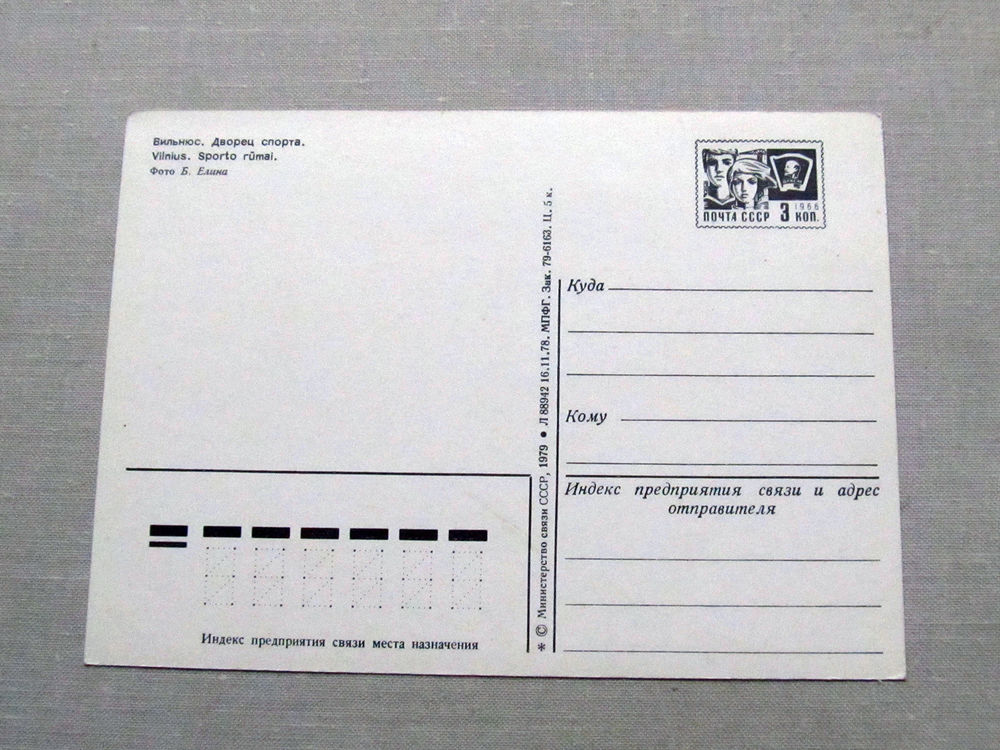 Вильнюс. Дворец спорта.
Vilnius. Sporto rūmai.
Фото Б. Елина
1966
ПОЧТА СССР 3 КОП.
Куда
Кому
Индекс предприятия связи и адрес
отправителя
* © Министерство связи СССР, 1979 • Л 88942 16.11.78. МПФГ. Зак. 79-6163. Ц. 5 к.
Индекс предприятия связи места назначения